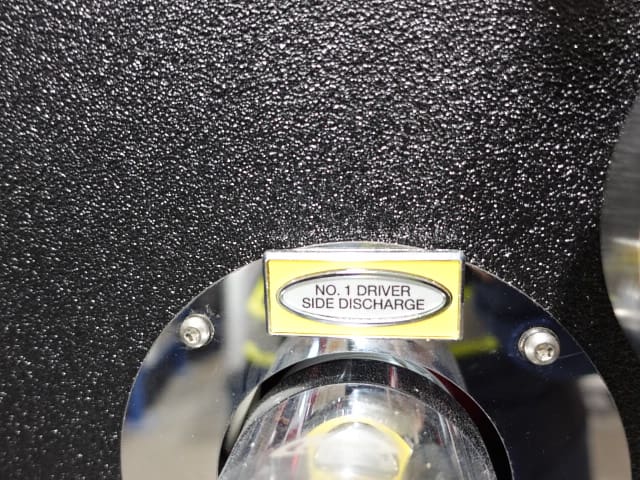 NO. 1 DRIVER
SIDE DISCHARGE